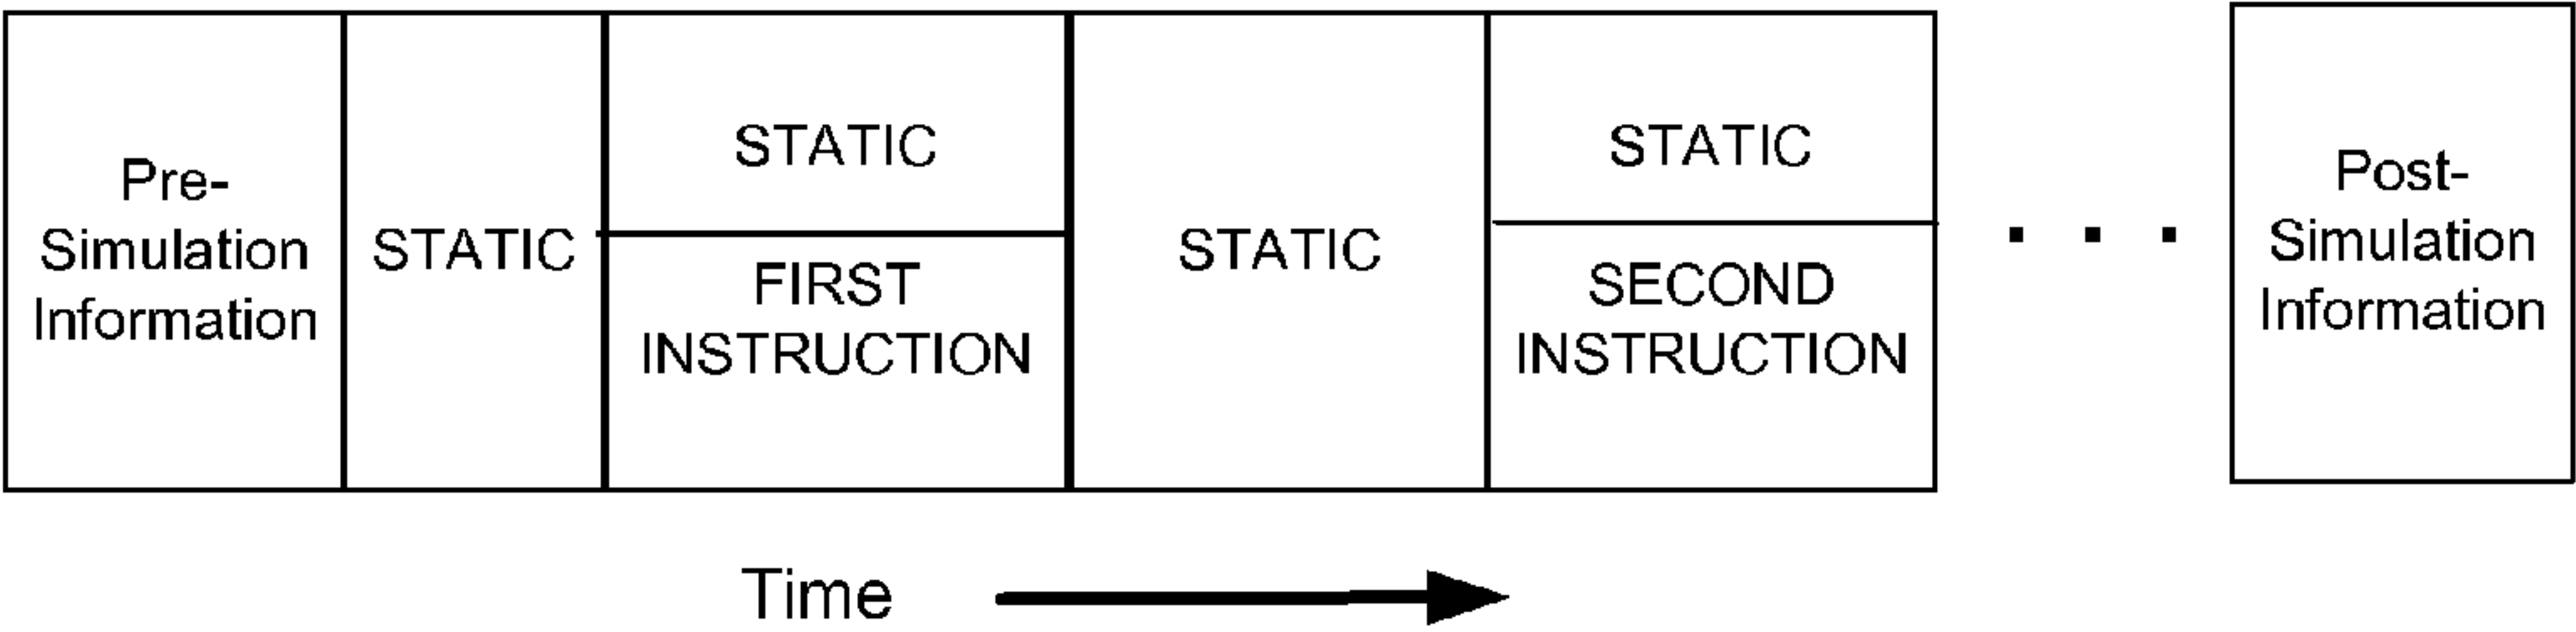 Pre-
Simulation
Information
STATIC
STATIC
FIRST
INSTRUCTION
STATIC
STATIC
SECOND
INSTRUCTION
. . .
Post-
Simulation
Information
Time